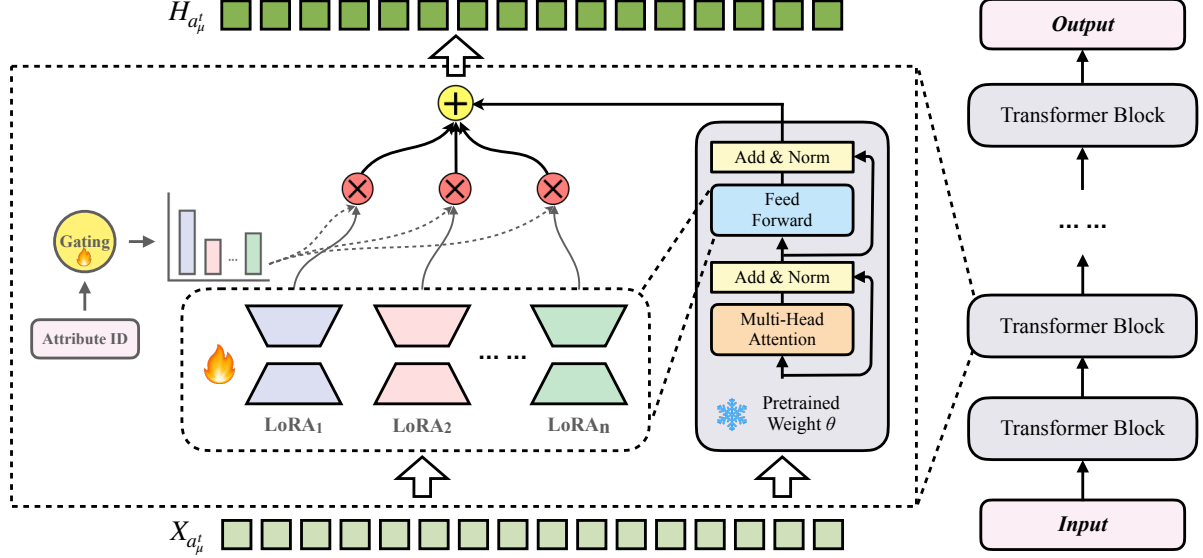 H_{a_μ^t}
Output
Transformer Block
Add & Norm
Feed
Forward
Gating
...
... ...
Add & Norm
Attribute ID
Multi-Head
Attention
Transformer Block
... ...
LoRA1
LoRA2
LoRAn
Pretrained
Weight θ
Transformer Block
X_{a_μ^t}
Input